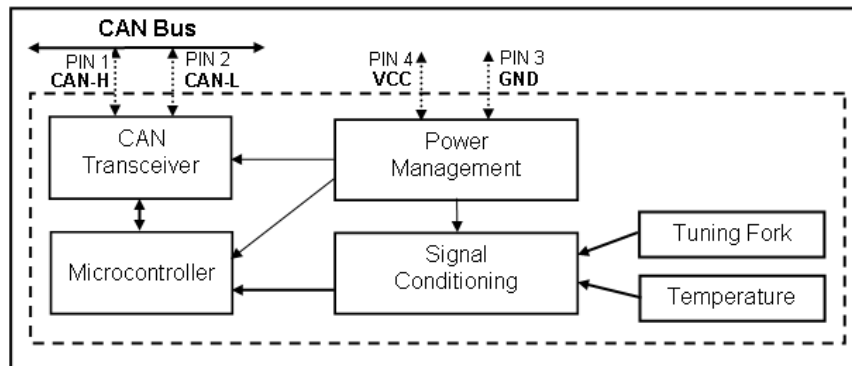 CAN Bus
PIN 1
CAN-H
PIN 2
CAN-L
PIN 4
VCC
PIN 3
GND
CAN
Transceiver
Power
Management
Microcontroller
Signal
Conditioning
Tuning Fork
Temperature